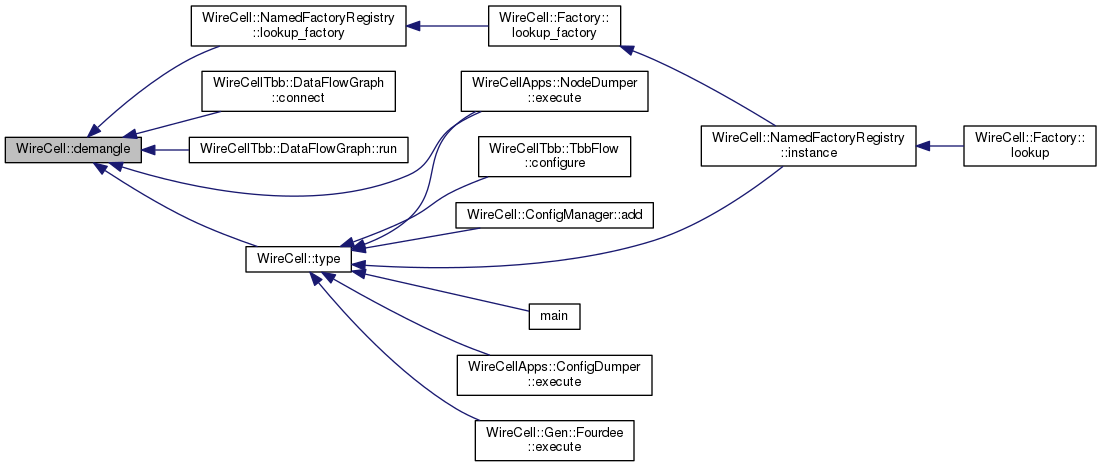 WireCell::NamedFactoryRegistry
::lookup_factory
WireCell::Factory::
lookup_factory
WireCellTbb::DataFlowGraph
::connect
WireCellApps::NodeDumper
::execute
WireCell::demangle
WireCellTbb::DataFlowGraph::run
WireCellTbb::TbbFlow
::configure
WireCell::NamedFactoryRegistry
::instance
WireCell::Factory::
lookup
WireCell::ConfigManager::add
WireCell::type
main
WireCellApps::ConfigDumper
::execute
WireCell::Gen::Fourdee
::execute